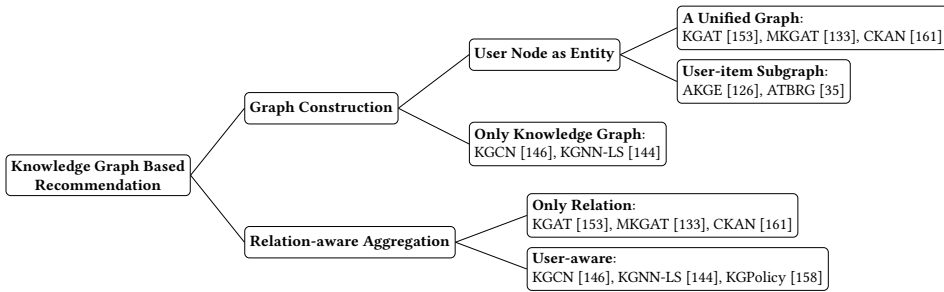 A Unified Graph:
KGAT [153], MKGAT [133], CKAN [161]
User Node as Entity
User-item Subgraph:
AKGE [126], ATBRG [35]
Graph Construction
Only Knowledge Graph:
KGCN [146], KGNN-LS [144]
Knowledge Graph Based
Recommendation
Only Relation:
KGAT [153], MKGAT [133], CKAN [161]
Relation-aware Aggregation
User-aware:
KGCN [146], KGNN-LS [144], KGPolicy [158]